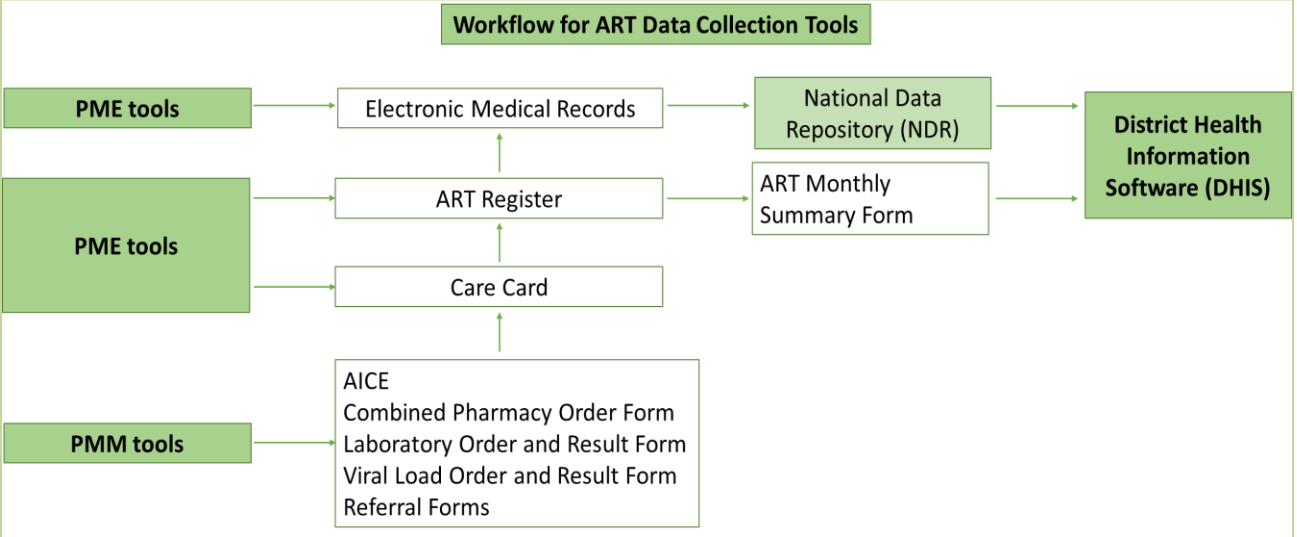 Workflow for ART Data Collection Tools
PME tools
Electronic Medical Records
National Data
Repository (NDR)
District Health
Information
Software (DHIS)
PME tools
ART Register
ART Monthly
Summary Form
Care Card
PMM tools
AICE
Combined Pharmacy Order Form
Laboratory Order and Result Form
Viral Load Order and Result Form
Referral Forms